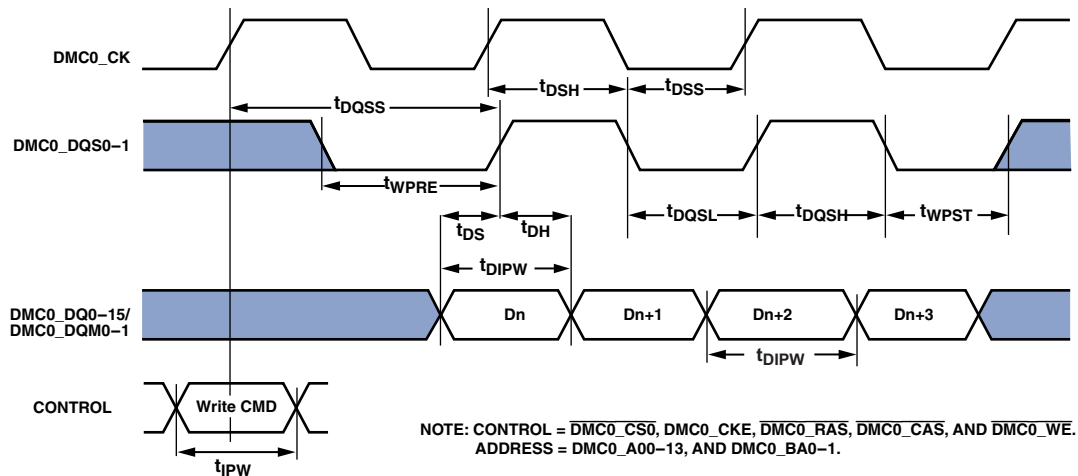 DMC0_CK
tDSH
tDSS
tDQSS
DMC0_DQS0–1
tWPRE
tDQSL
tDQSH
tWPST
tDS
tDH
tDIPW
DMC0_DQ0–15/
DMC0_DQM0–1
Dn
Dn+1
Dn+2
Dn+3
tDIPW
CONTROL
Write CMD
tIPW
NOTE: CONTROL = DMC0_CS0, DMC0_CKE, DMC0_RAS, DMC0_CAS, AND DMC0_WE.
ADDRESS = DMC0_A00–13, AND DMC0_BA0–1.